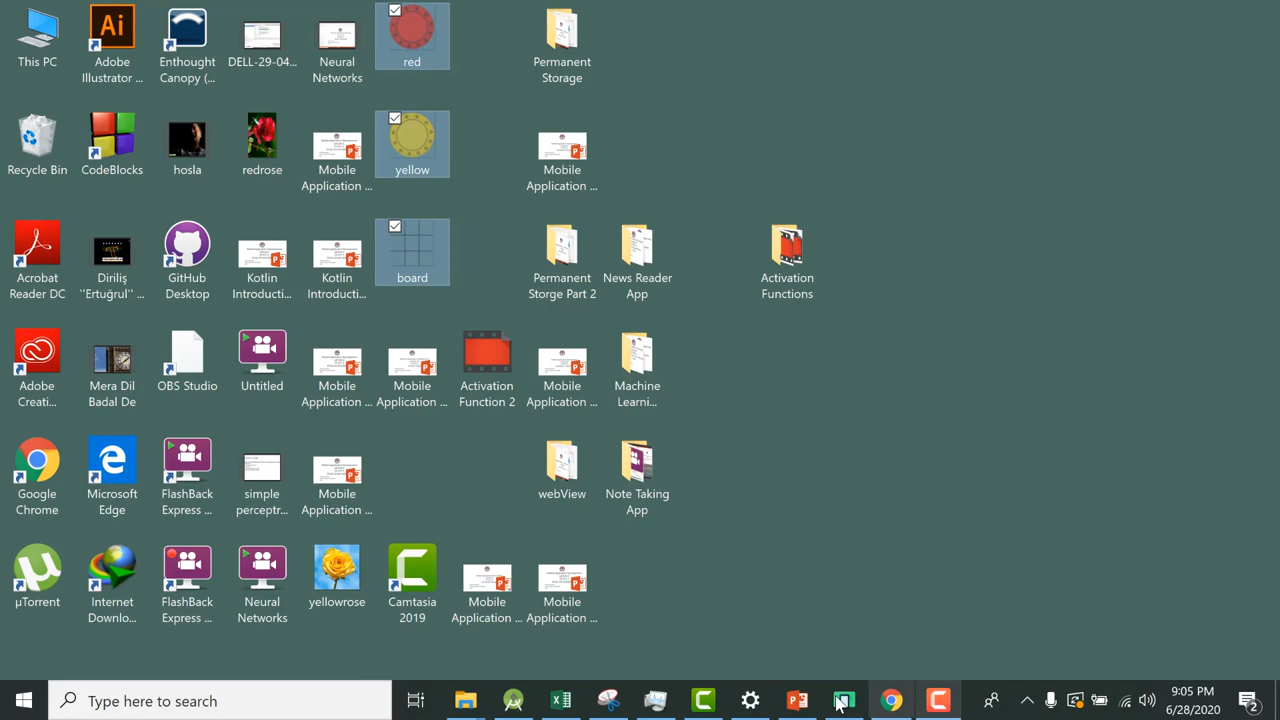 This PC
Adobe
Illustrator ...
Enthought
Canopy (...
DELL-29-04...
Neural
Networks
red
Permanent
Storage
Recycle Bin
CodeBlocks
hosla
redrose
Mobile
Application ...
yellow
Mobile
Application ...
Acrobat
Reader DC
Diriliş
"Ertuğrul" ...
GitHub
Desktop
Kotlin
Introducti...
Kotlin
Introducti...
board
Permanent
Storge Part 2
News Reader
App
Activation
Functions
Adobe
Creati...
Mera Dil
Badal De
OBS Studio
Untitled
Mobile
Application ...
Mobile
Application ...
Activation
Function 2
Mobile
Application ...
Machine
Learni...
Google
Chrome
Microsoft
Edge
FlashBack
Express ...
simple
perceptr...
Mobile
Application ...
webView
Note Taking
App
µTorrent
Internet
Downlo...
FlashBack
Express ...
Neural
Networks
yellowrose
Camtasia
2019
Mobile
Application ...
Mobile
Application ...
Type here to search
9:05 PM
6/28/2020
2